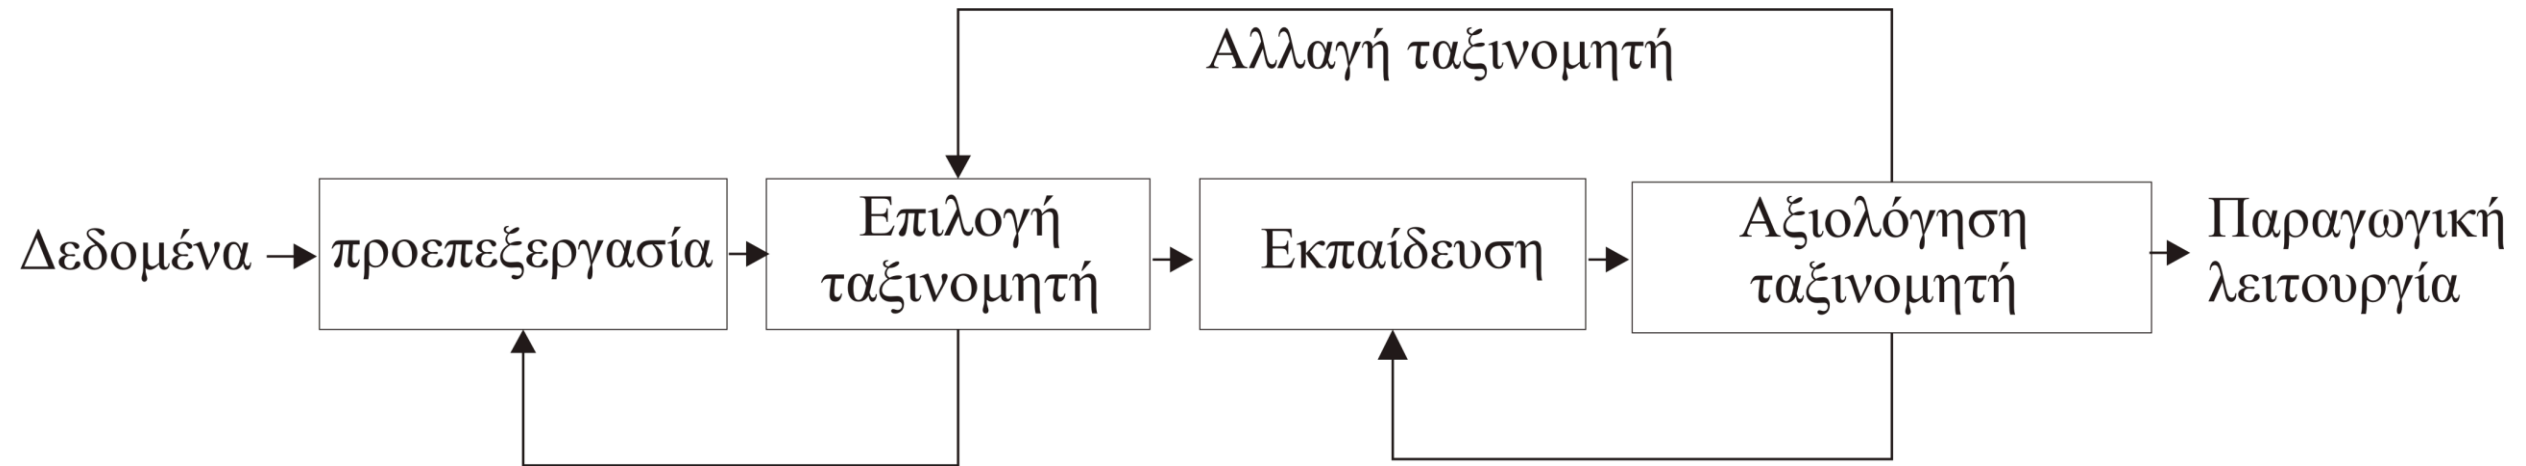 Αλλαγή ταξινομητή
Δεδομένα
προεπεξεργασία
Επιλογή
ταξινομητή
Εκπαίδευση
Αξιολόγηση
ταξινομητή
Παραγωγική
λειτουργία